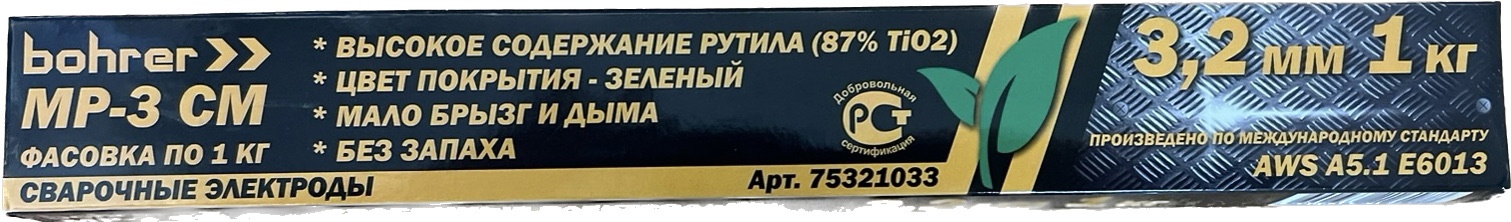 bohrer
МР-3 СМ
ФАСОВКА ПО 1 КГ
* ВЫСОКОЕ СОДЕРЖАНИЕ РУТИЛА (87% TiO2)
* ЦВЕТ ПОКРЫТИЯ - ЗЕЛЕНЫЙ
* МАЛО БРЫЗГ И ДЫМА
* БЕЗ ЗАПАХА
СВАРОЧНЫЕ ЭЛЕКТРОДЫ
Арт. 75321033
Добровольная
РСТ
сертификация
3,2 мм 1 кг
ПРОИЗВЕДЕНО ПО МЕЖДУНАРОДНОМУ СТАНДАРТУ
AWS A5.1 E6013